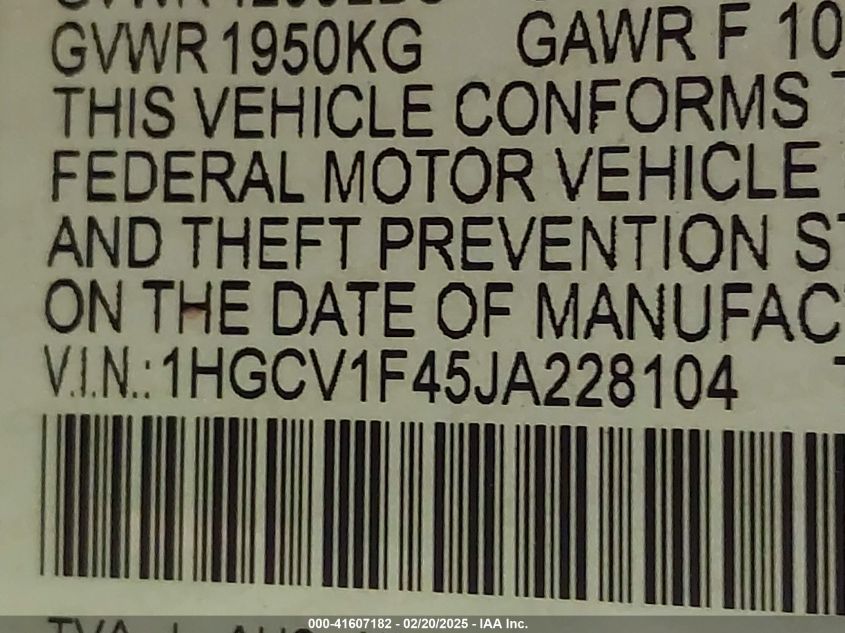 GVWR 1950KG GAWR F 10
THIS VEHICLE CONFORMS
FEDERAL MOTOR VEHICLE
AND THEFT PREVENTION S
ON THE DATE OF MANUFAC
V.I.N.: 1HGCV1F45JA228104
000-41607182 - 02/20/2025 - IAA Inc.